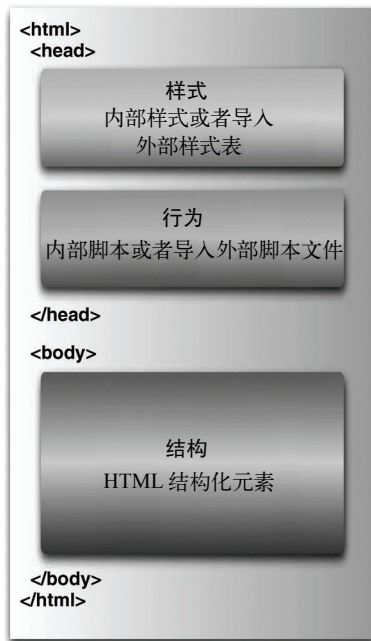 <html>
<head>
样式
内部样式或者导入
外部样式表
行为
内部脚本或者导入外部脚本文件
</head>
<body>
结构
HTML 结构化元素
</body>
</html>